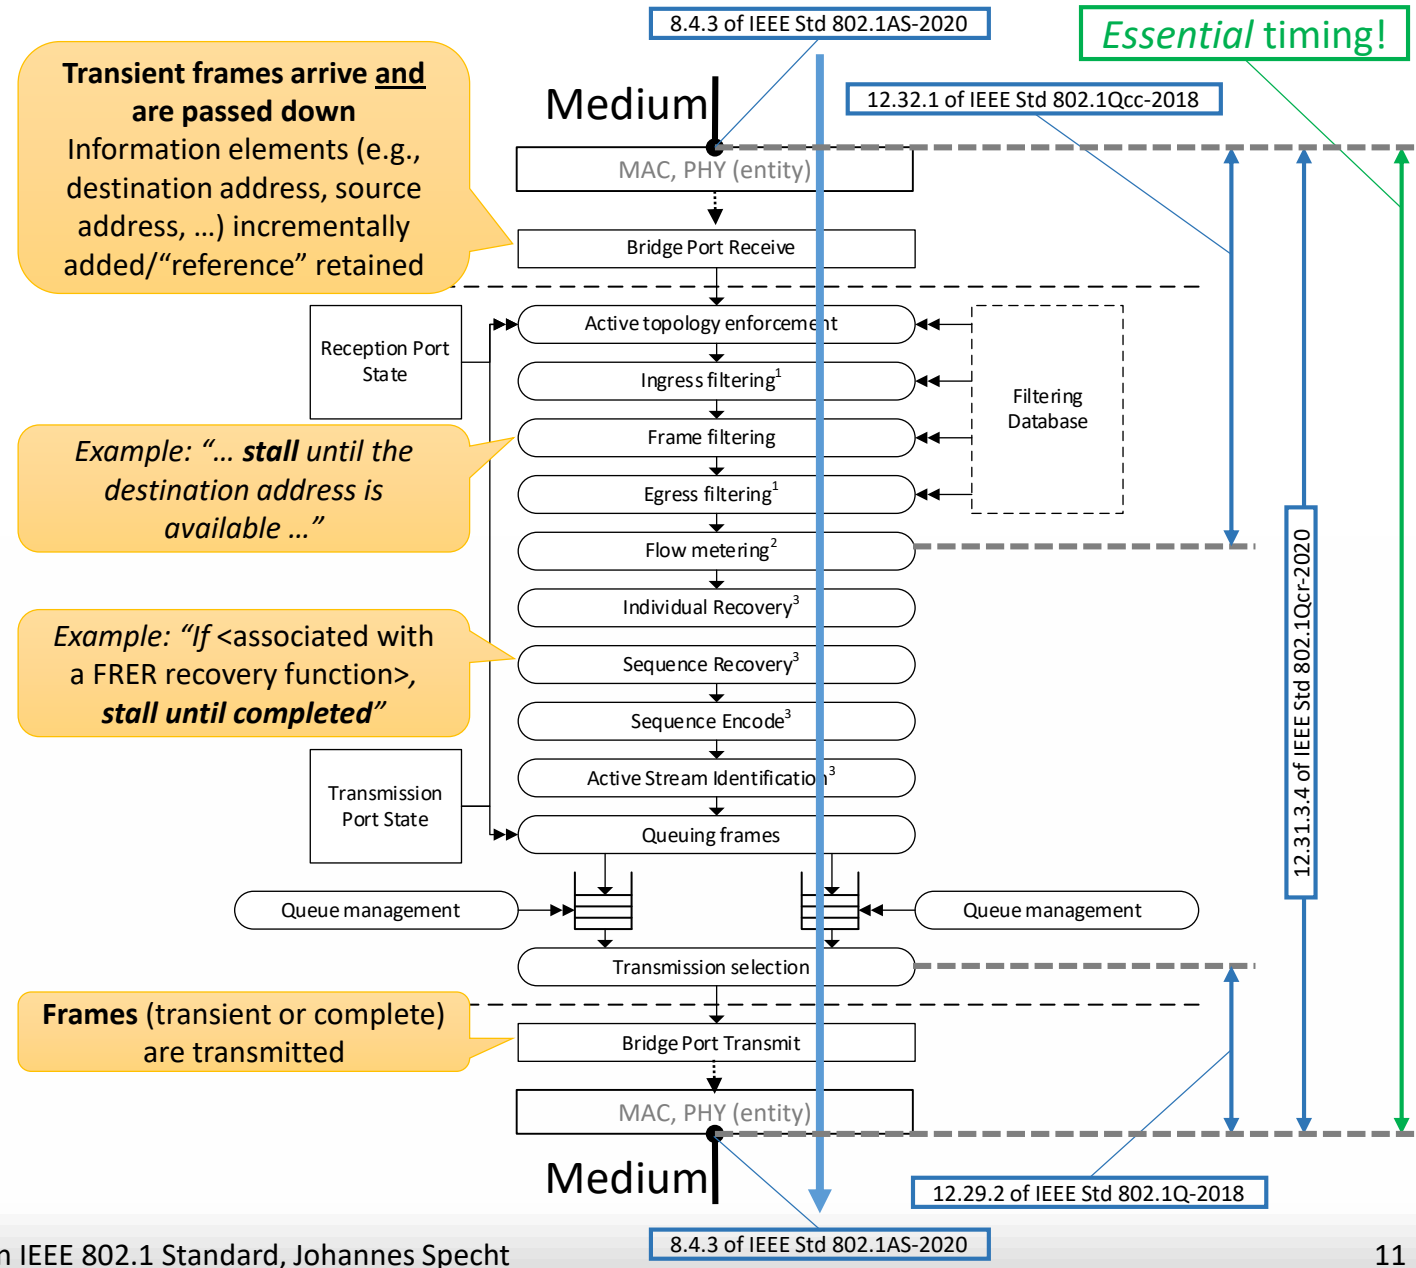 8.4.3 of IEEE Std 802.1AS-2020
Essential timing!
Transient frames arrive and
are passed down
Information elements (e.g.,
destination address, source
address, …) incrementally
added/“reference” retained
Medium
12.32.1 of IEEE Std 802.1Qcc-2018
MAC, PHY (entity)
Bridge Port Receive
Reception Port
State
Active topology enforcement
Ingress filtering1
Filtering
Database
Frame filtering
Example: “… stall until the
destination address is
available …”
Egress filtering1
Flow metering2
Individual Recovery3
12.31.3.4 of IEEE Std 802.1Qcr-2020
Example: “If <associated with
a FRER recovery function>,
stall until completed”
Sequence Recovery3
Sequence Encode3
Active Stream Identification3
Transmission
Port State
Queuing frames
Queue management
Queue management
Transmission selection
Frames (transient or complete)
are transmitted
Bridge Port Transmit
MAC, PHY (entity)
Medium
12.29.2 of IEEE Std 802.1Q-2018
8.4.3 of IEEE Std 802.1AS-2020
n IEEE 802.1 Standard, Johannes Specht
11